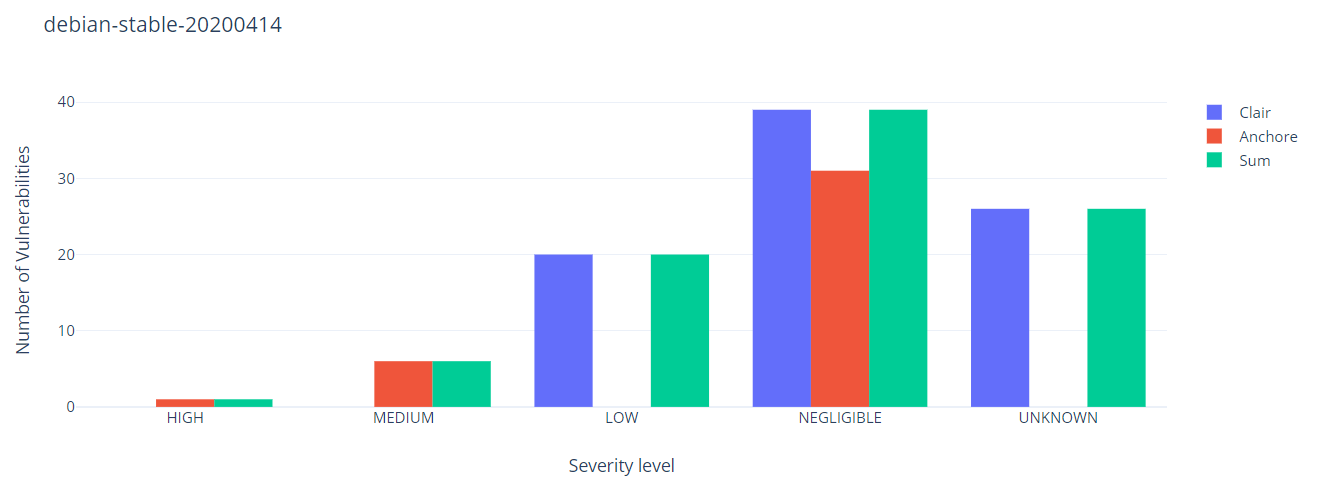 debian-stable-20200414
Number of Vulnerabilities
40
30
20
10
0
HIGH
MEDIUM
LOW
NEGLIGIBLE
UNKNOWN
Severity level
Clair
Anchore
Sum